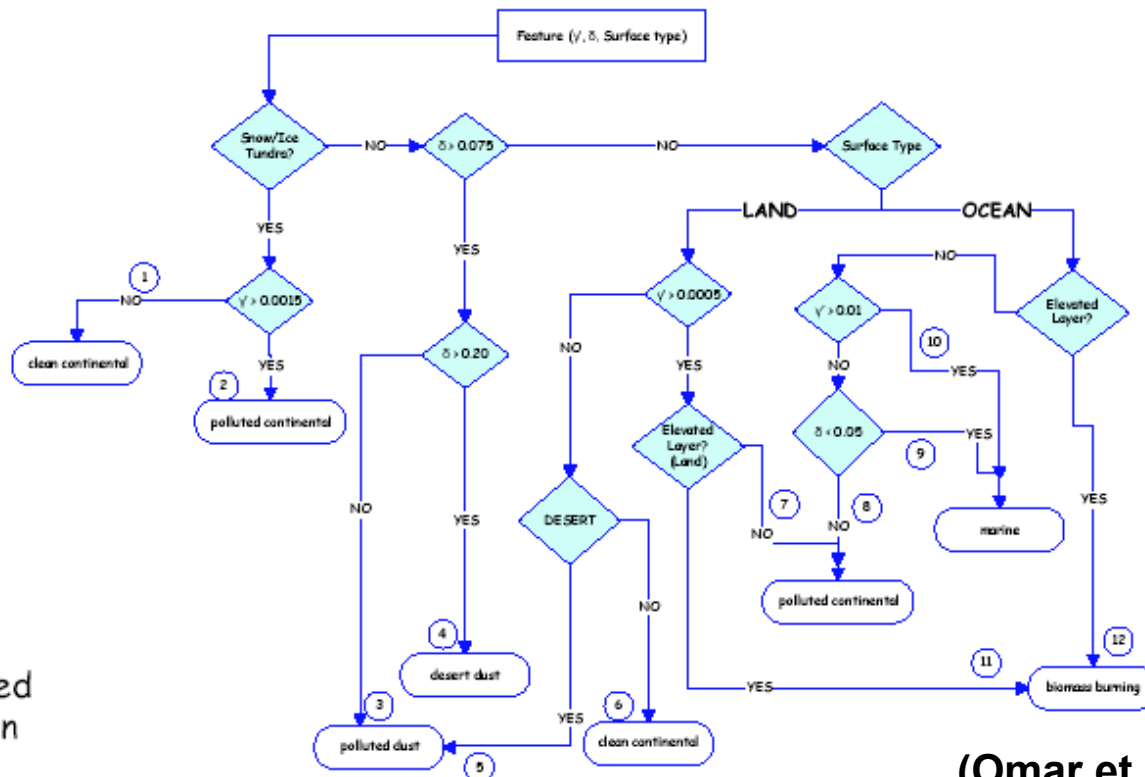 Feature (γ', δ, Surface type)
Snow/Ice
Tundra?
NO
δ > 0.075
NO
Surface Type
LAND
OCEAN
YES
YES
1
NO
γ' > 0.0015
clean continental
YES
2
polluted continental
δ > 0.20
NO
YES
4
desert dust
3
polluted dust
γ' > 0.0005
NO
YES
DESERT
NO
YES
5
6
clean continental
Elevated
Layer?
(Land)
7
NO
YES
11
NO
Elevated
Layer?
γ' > 0.01
10
YES
NO
δ < 0.05
YES
9
8
NO
marine
polluted continental
YES
12
biomass burning
ed
n
(Omar et